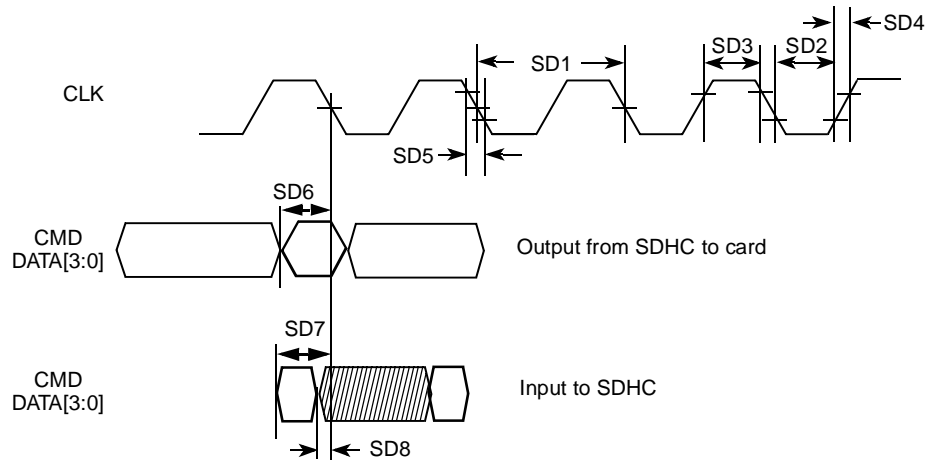 SD4
SD3
SD2
SD1
CLK
SD5
SD6
CMD
DATA[3:0]
Output from SDHC to card
SD7
CMD
DATA[3:0]
Input to SDHC
SD8